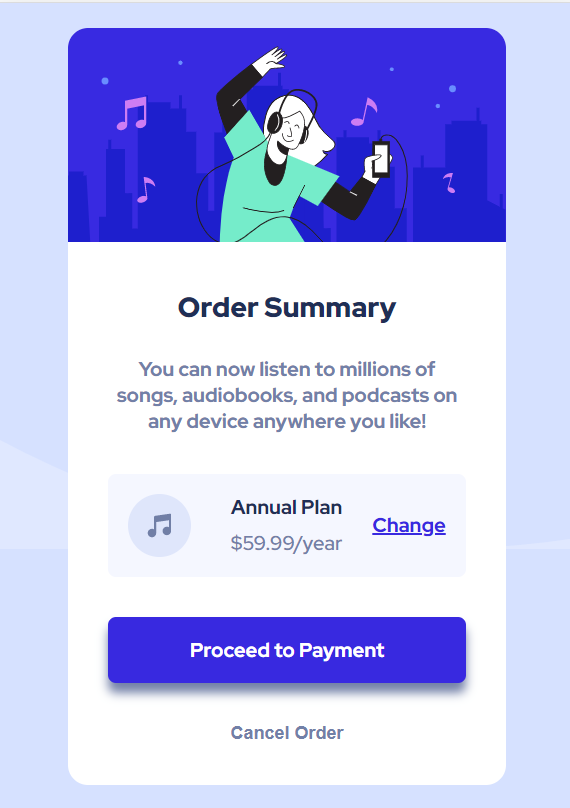 Order Summary
You can now listen to millions of
songs, audiobooks, and podcasts on
any device anywhere you like!
Annual Plan
$59.99/year
Change
Proceed to Payment
Cancel Order